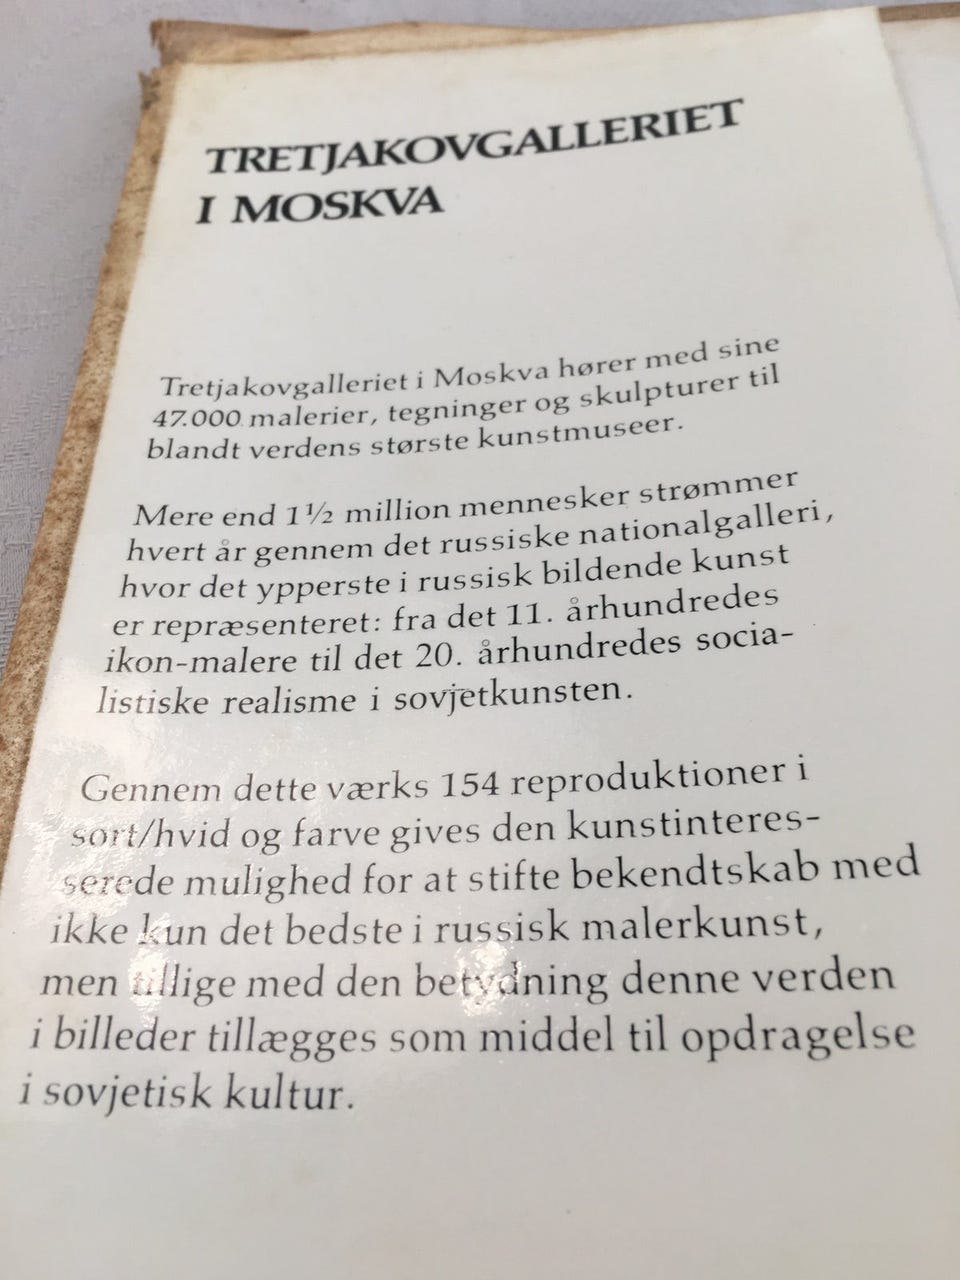 TRETJAKOVGALLERIET
I MOSKVA
Tretjakovgalleriet i Moskva hører med sine
47.000 malerier, tegninger og skulpturer til
blandt verdens største kunstmuseer.
Mere end 1½ million mennesker strømmer
hvert år gennem det russiske nationalgalleri,
hvor det ypperste i russisk bildende kunst
er repræsenteret: fra det 11. århundredes
ikon-malere til det 20. århundredes socia-
listiske realisme i sovjetkunsten.
Gennem dette værks 154 reproduktioner i
sort/hvid og farve gives den kunstinteres-
serede mulighed for at stifte bekendtskab med
ikke kun det bedste i russisk malerkunst,
men tillige med den betydning denne verden
i billeder tillægges som middel til opdragelse
i sovjetisk kultur.